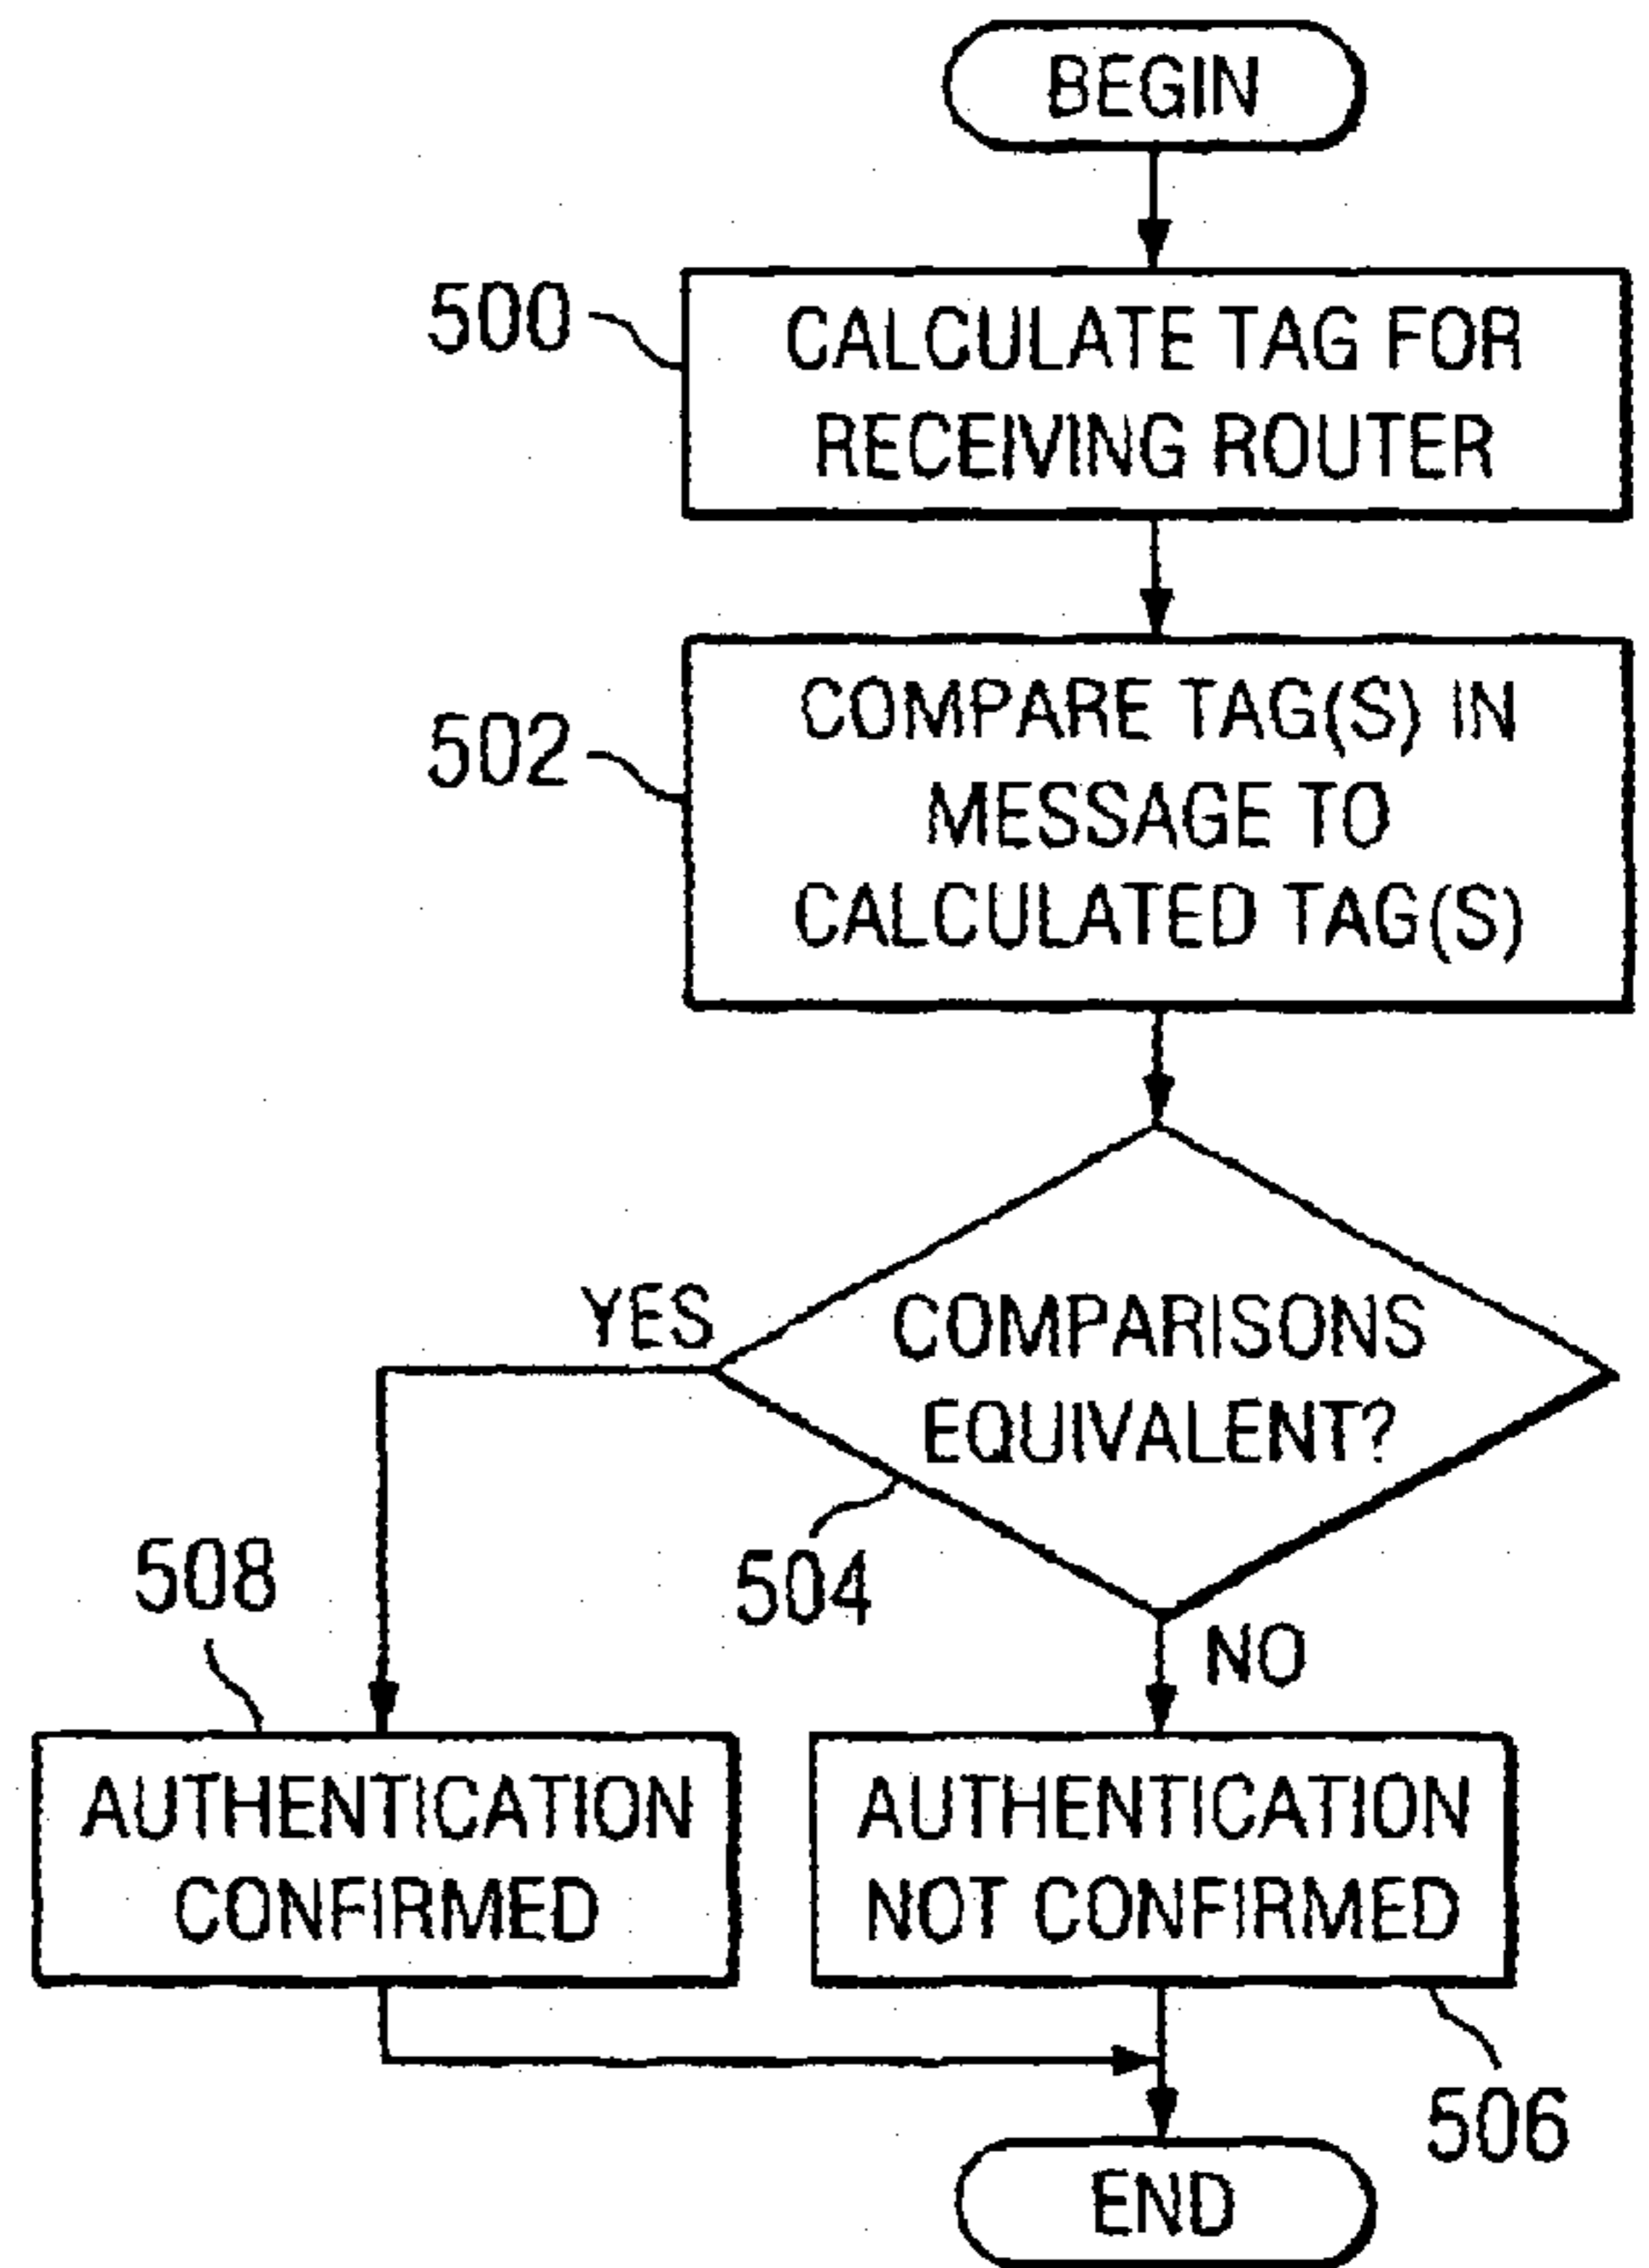 BEGIN
500
CALCULATE TAG FOR
RECEIVING ROUTER
502
COMPARE TAG(S) IN
MESSAGE TO
CALCULATED TAG(S)
YES
COMPARISONS
EQUIVALENT?
504
NO
508
AUTHENTICATION
CONFIRMED
AUTHENTICATION
NOT CONFIRMED
506
END